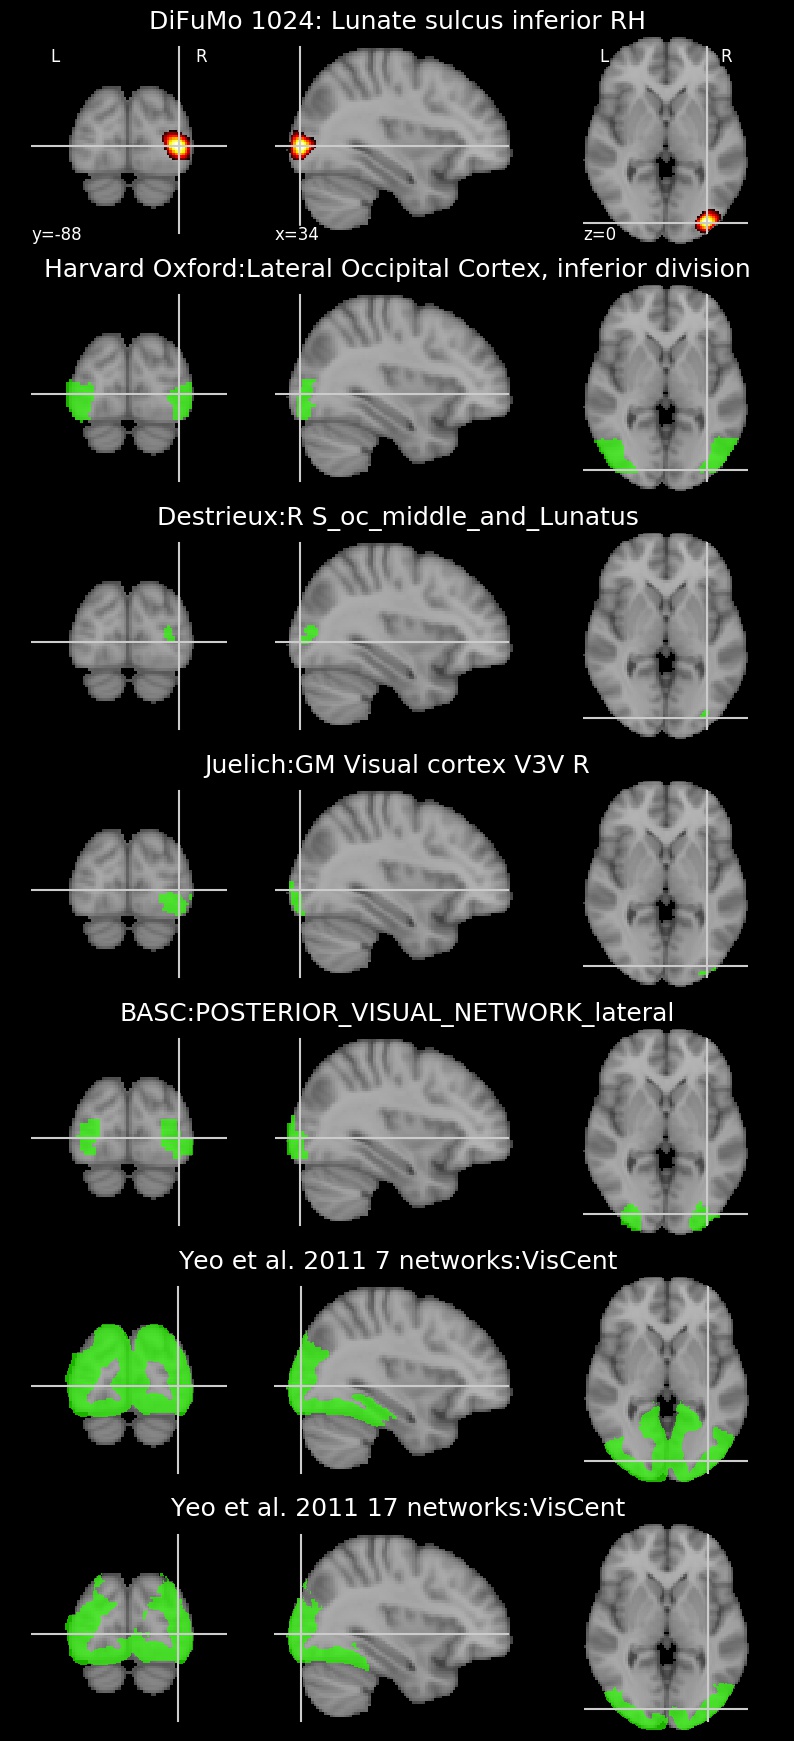 DiFuMo 1024: Lunate sulcus inferior RH
L R L R
y=-88 x=34 z=0
Harvard Oxford:Lateral Occipital Cortex, inferior division
Destrieux:R S_oc_middle_and_Lunatus
Juelich:GM Visual cortex V3V R
BASC:POSTERIOR_VISUAL_NETWORK_lateral
Yeo et al. 2011 7 networks:VisCent
Yeo et al. 2011 17 networks:VisCent